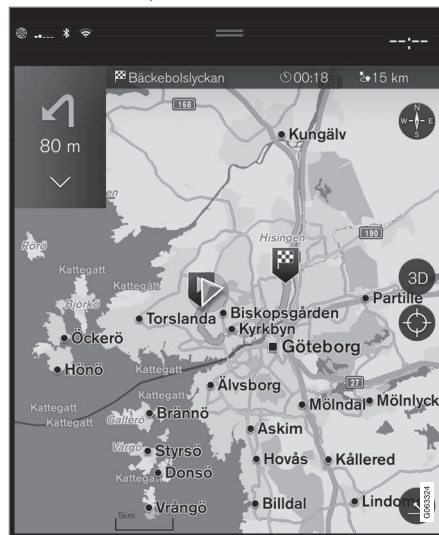 --:--
Bäckebolslyckan 00:18 15 km
80 m
168
Kungälv
W N E S
Rörö
Hisingen
190
Kattegatt
Kattegatt
3D
Björkö
Partille
Torslanda
Biskopsgården
Kyrkbyn
Öckerö
Göteborg
Hönö
Kattegatt
Älvsborg
27
Kattegatt
Brännö
Mölndal
Mölnlyck
Galterö
Kattegatt
Askim
Vargö
Styrsö
Hovås
Kållered
Kattegatt
Donsö
Vrångö
Billdal
5km
G063324